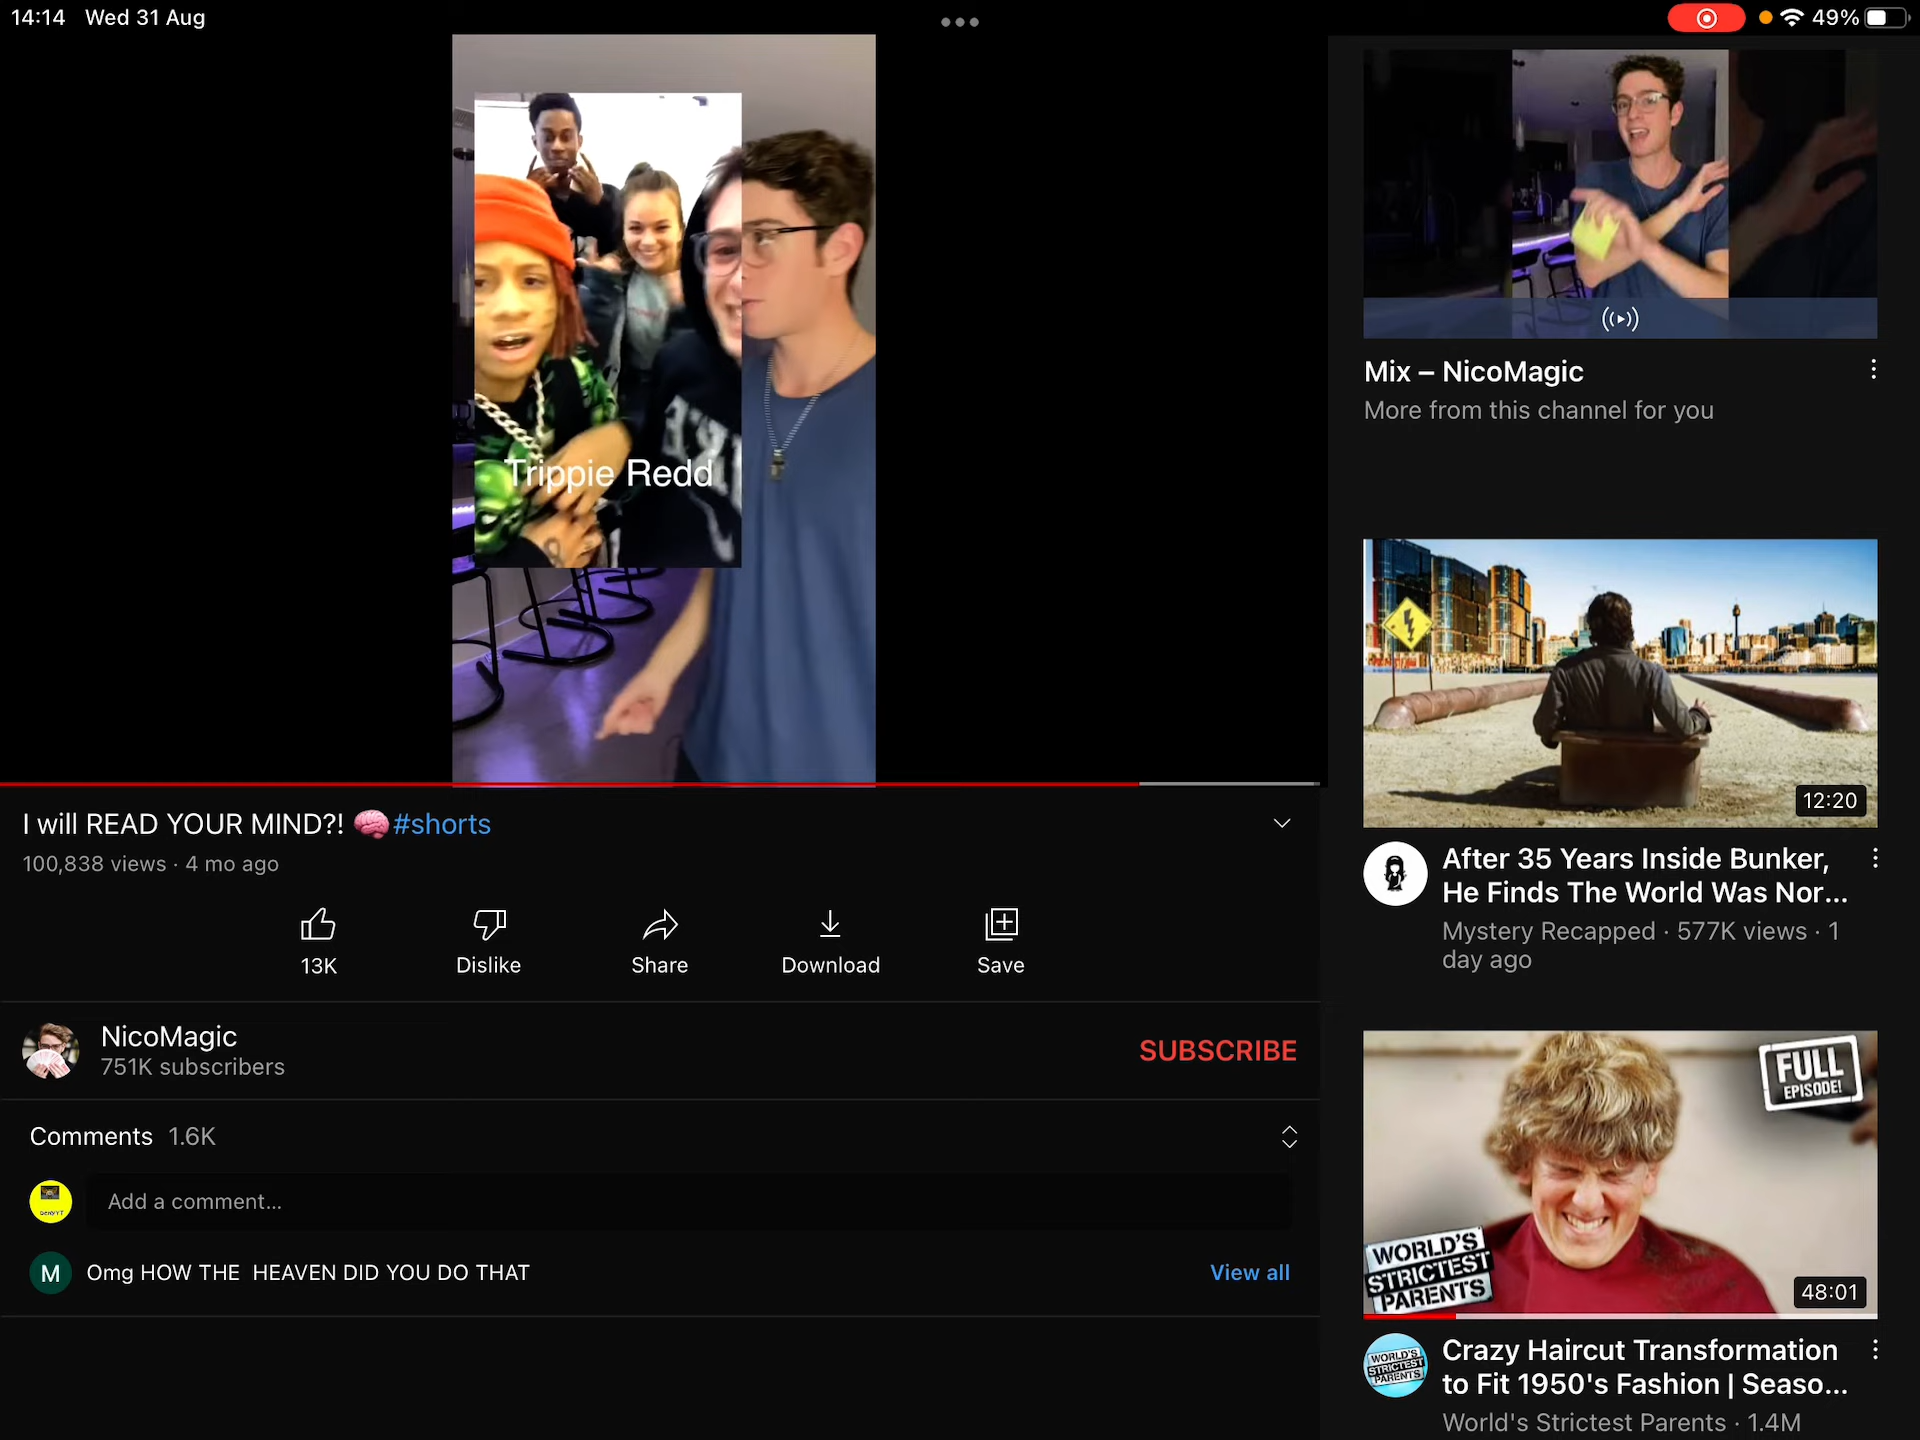 14:14 Wed 31 Aug
49%
Trippie Redd
I will READ YOUR MIND?! 🧠 #shorts
100,838 views · 4 mo ago
13K
Dislike
Share
Download
Save
NicoMagic
751K subscribers
SUBSCRIBE
Comments 1.6K
Add a comment...
M
Omg HOW THE HEAVEN DID YOU DO THAT
View all
Mix – NicoMagic
More from this channel for you
12:20
After 35 Years Inside Bunker,
He Finds The World Was Nor...
Mystery Recapped · 577K views · 1
day ago
FULL
EPISODE!
WORLD'S
STRICTEST
PARENTS
48:01
WORLD'S
STRICTEST
PARENTS
Crazy Haircut Transformation
to Fit 1950's Fashion | Seaso...
World's Strictest Parents · 1.4M